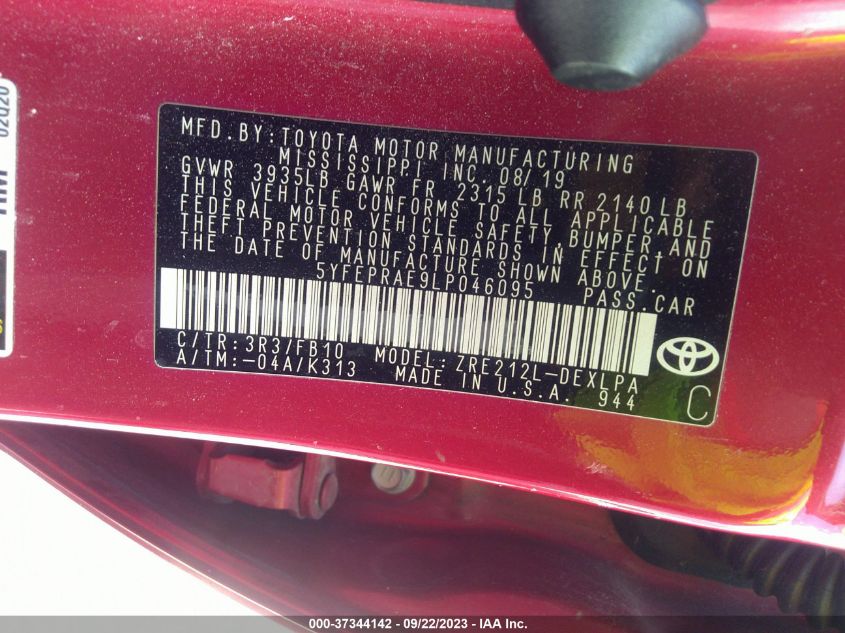 02020
MFD. BY: TOYOTA MOTOR MANUFACTURING
MISSISSIPPI INC. 08/19
GVWR 3935LB GAWR FR 2315 LB RR 2140 LB
THIS VEHICLE CONFORMS TO ALL APPLICABLE
FEDERAL MOTOR VEHICLE SAFETY, BUMPER AND
THEFT PREVENTION STANDARDS IN EFFECT ON
THE DATE OF MANUFACTURE SHOWN ABOVE.
5YFEPRAE9LP046095 PASS. CAR
C/TR: 3R3/FB10 MODEL: ZRE212L-DEXLPA
A/TM: -04A/K313 MADE IN U.S.A. 944
C
000-37344142 - 09/22/2023 - IAA Inc.